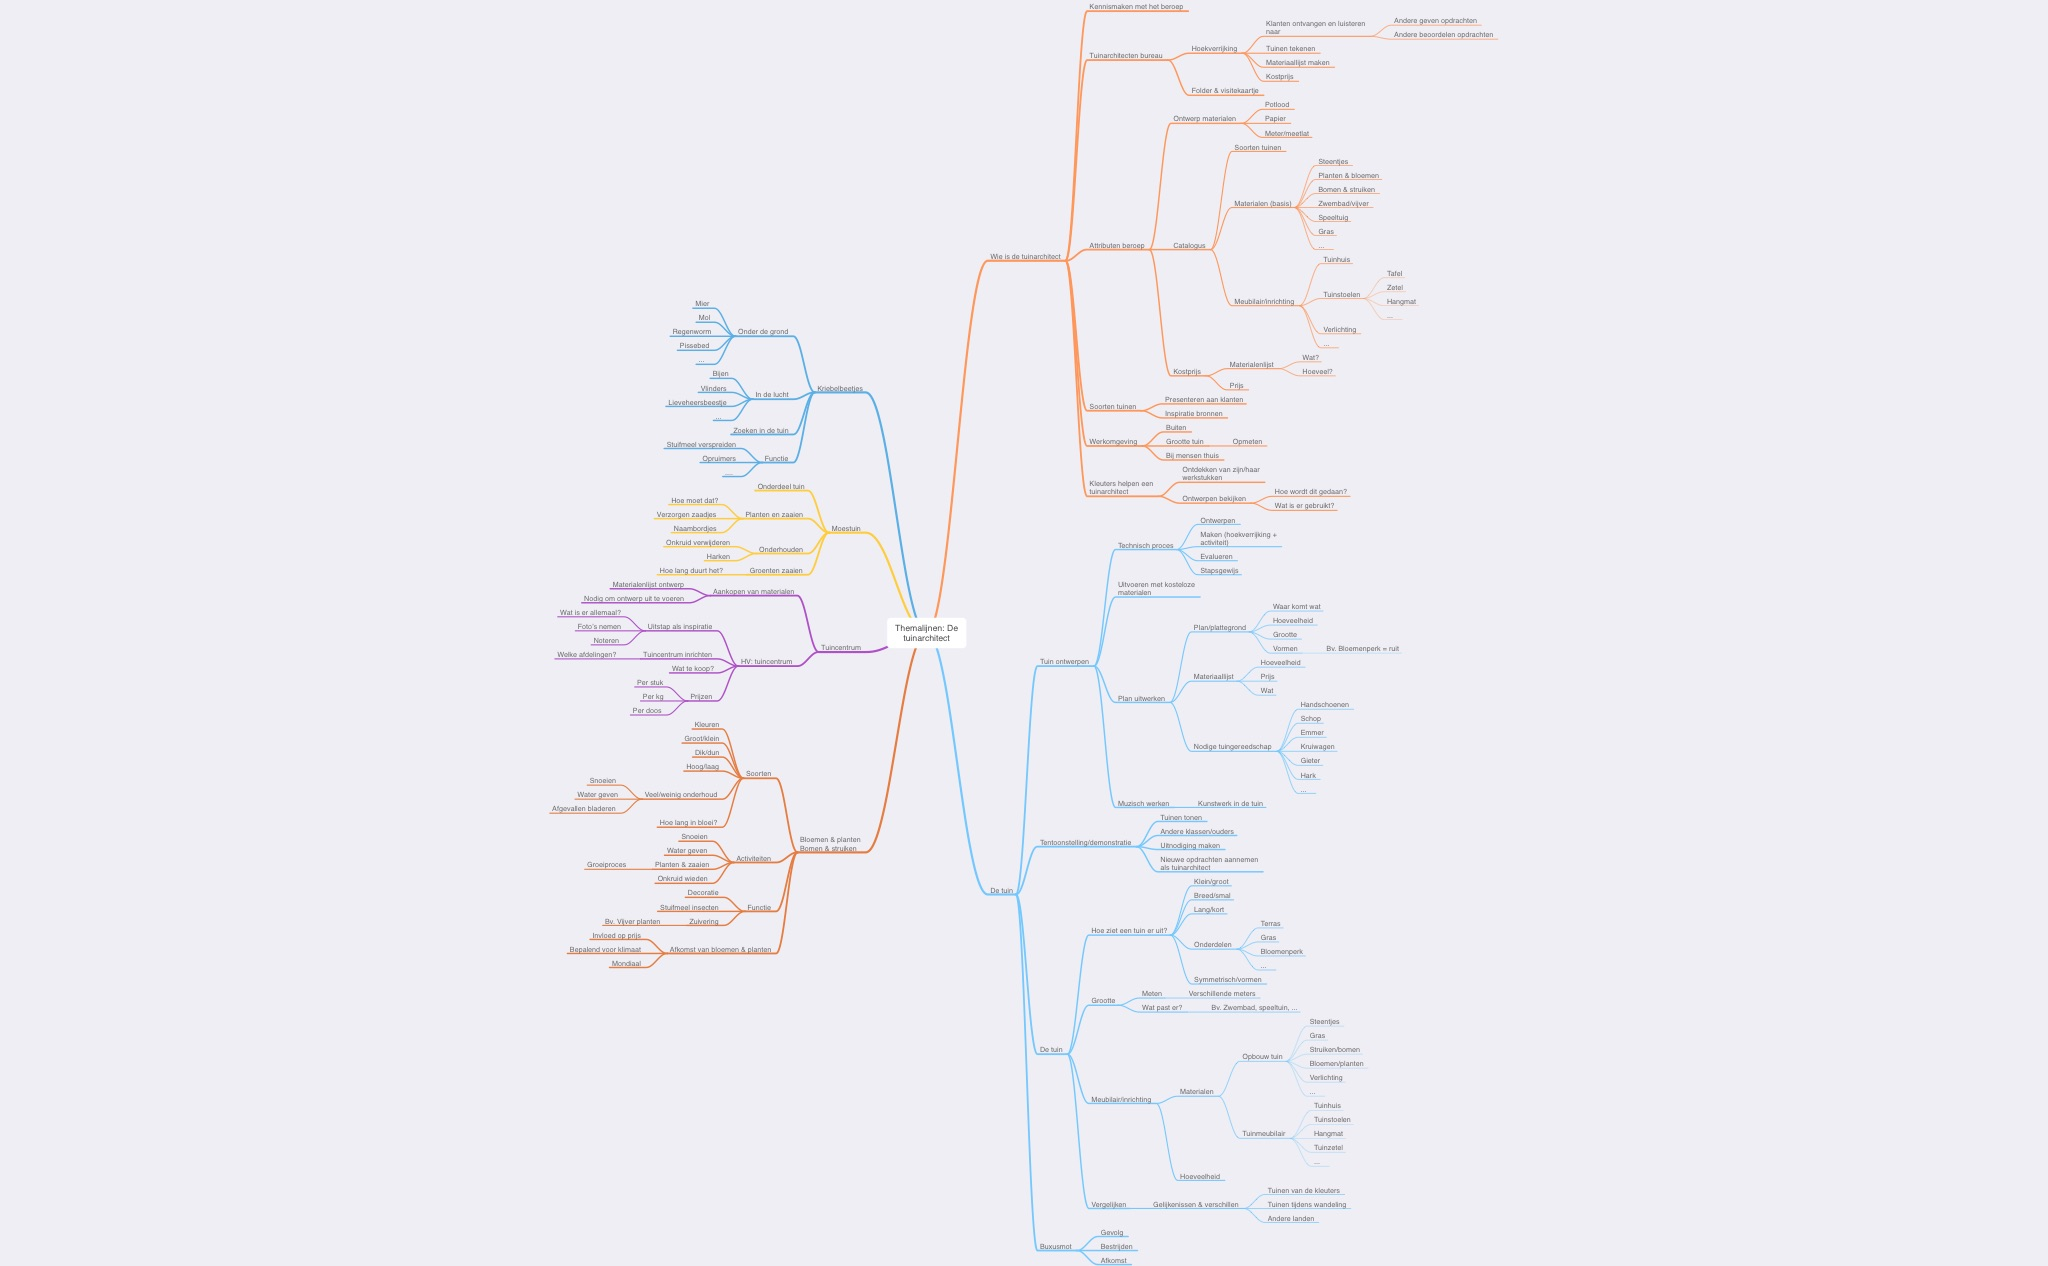 Themalijnen: De
tuinarchitect
Wie is de tuinarchitect
Kennismaken met het beroep
Tuinarchitecten bureau
Hoekverrijking
Klanten ontvangen en luisteren
naar
Andere geven opdrachten
Andere beoordelen opdrachten
Tuinen tekenen
Materiaallijst maken
Kostprijs
Folder & visitekaartje
Attributen beroep
Ontwerp materialen
Potlood
Papier
Meter/meetlat
Catalogus
Soorten tuinen
Materialen (basis)
Steentjes
Planten & bloemen
Bomen & struiken
Zwembad/vijver
Speeltuig
Gras
...
Meubilair/inrichting
Tuinhuis
Tuinstoelen
Tafel
Zetel
Hangmat
...
Verlichting
...
Kostprijs
Materialenlijst
Wat?
Hoeveel?
Prijs
Soorten tuinen
Presenteren aan klanten
Inspiratie bronnen
Werkomgeving
Buiten
Grootte tuin
Opmeten
Bij mensen thuis
Kleuters helpen een
tuinarchitect
Ontdekken van zijn/haar
werkstukken
Ontwerpen bekijken
Hoe wordt dit gedaan?
Wat is er gebruikt?
De tuin
Tuin ontwerpen
Technisch proces
Ontwerpen
Maken (hoekverrijking +
activiteit)
Evalueren
Stapsgewijs
Uitvoeren met kosteloze
materialen
Plan uitwerken
Plan/plattegrond
Waar komt wat
Hoeveelheid
Grootte
Vormen
Bv. Bloemenperk = ruit
Materiaallijst
Hoeveelheid
Prijs
Wat
Nodige tuingereedschap
Handschoenen
Schop
Emmer
Kruiwagen
Gieter
Hark
...
Muzisch werken
Kunstwerk in de tuin
Tentoonstelling/demonstratie
Tuinen tonen
Andere klassen/ouders
Uitnodiging maken
Nieuwe opdrachten aannemen
als tuinarchitect
De tuin
Hoe ziet een tuin er uit?
Klein/groot
Breed/smal
Lang/kort
Onderdelen
Terras
Gras
Bloemenperk
...
Symmetrisch/vormen
Grootte
Meten
Verschillende meters
Wat past er?
Bv. Zwembad, speeltuin, ...
Meubilair/inrichting
Materialen
Opbouw tuin
Steentjes
Gras
Struiken/bomen
Bloemen/planten
Verlichting
...
Tuinmeubilair
Tuinhuis
Tuinstoelen
Hangmat
Tuinzetel
...
Hoeveelheid
Vergelijken
Gelijkenissen & verschillen
Tuinen van de kleuters
Tuinen tijdens wandeling
Andere landen
Buxusmot
Gevolg
Bestrijden
Afkomst
Kriebelbeetjes
Onder de grond
Mier
Mol
Regenworm
Pissebed
...
In de lucht
Bijen
Vlinders
Lieveheersbeestje
...
Zoeken in de tuin
Functie
Stuifmeel verspreiden
Opruimers
....
Moestuin
Onderdeel tuin
Planten en zaaien
Hoe moet dat?
Verzorgen zaadjes
Naambordjes
Onderhouden
Onkruid verwijderen
Harken
Groenten zaaien
Hoe lang duurt het?
Tuincentrum
Aankopen van materialen
Materialenlijst ontwerp
Nodig om ontwerp uit te voeren
HV: tuincentrum
Uitstap als inspiratie
Wat is er allemaal?
Foto's nemen
Noteren
Tuincentrum inrichten
Welke afdelingen?
Wat te koop?
Prijzen
Per stuk
Per kg
Per doos
Bloemen & planten
Bomen & struiken
Soorten
Kleuren
Groot/klein
Dik/dun
Hoog/laag
Veel/weinig onderhoud
Snoeien
Water geven
Afgevallen bladeren
Hoe lang in bloei?
Activiteiten
Snoeien
Water geven
Planten & zaaien
Groeiproces
Onkruid wieden
Functie
Decoratie
Stuifmeel insecten
Zuivering
Bv. Vijver planten
Afkomst van bloemen & planten
Invloed op prijs
Bepalend voor klimaat
Mondiaal